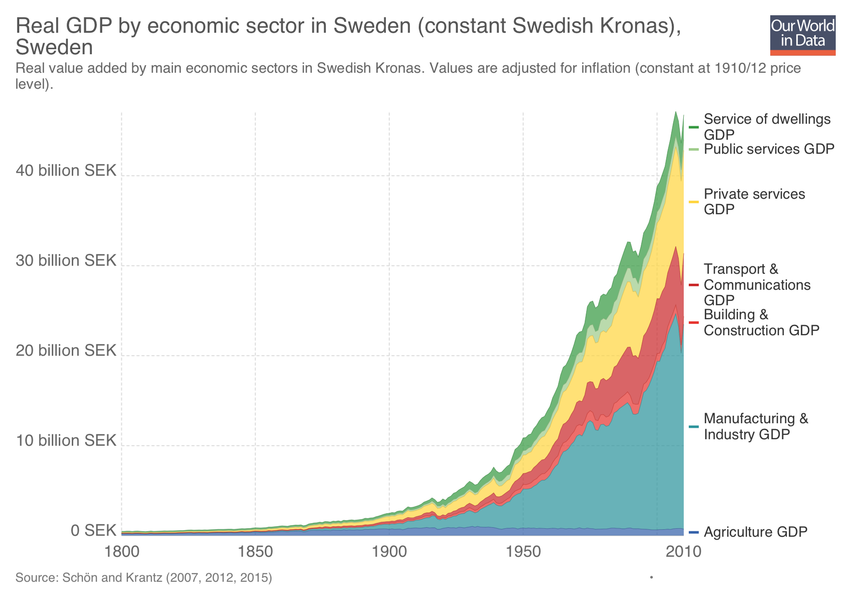 Real GDP by economic sector in Sweden (constant Swedish Kronas),
Sweden
Our World
in Data
Real value added by main economic sectors in Swedish Kronas. Values are adjusted for inflation (constant at 1910/12 price
level).
Service of dwellings
GDP
Public services GDP
40 billion SEK
Private services
GDP
30 billion SEK
Transport &
Communications
GDP
Building &
Construction GDP
20 billion SEK
Manufacturing &
Industry GDP
10 billion SEK
0 SEK
Agriculture GDP
1800
1850
1900
1950
2010
Source: Schön and Krantz (2007, 2012, 2015)